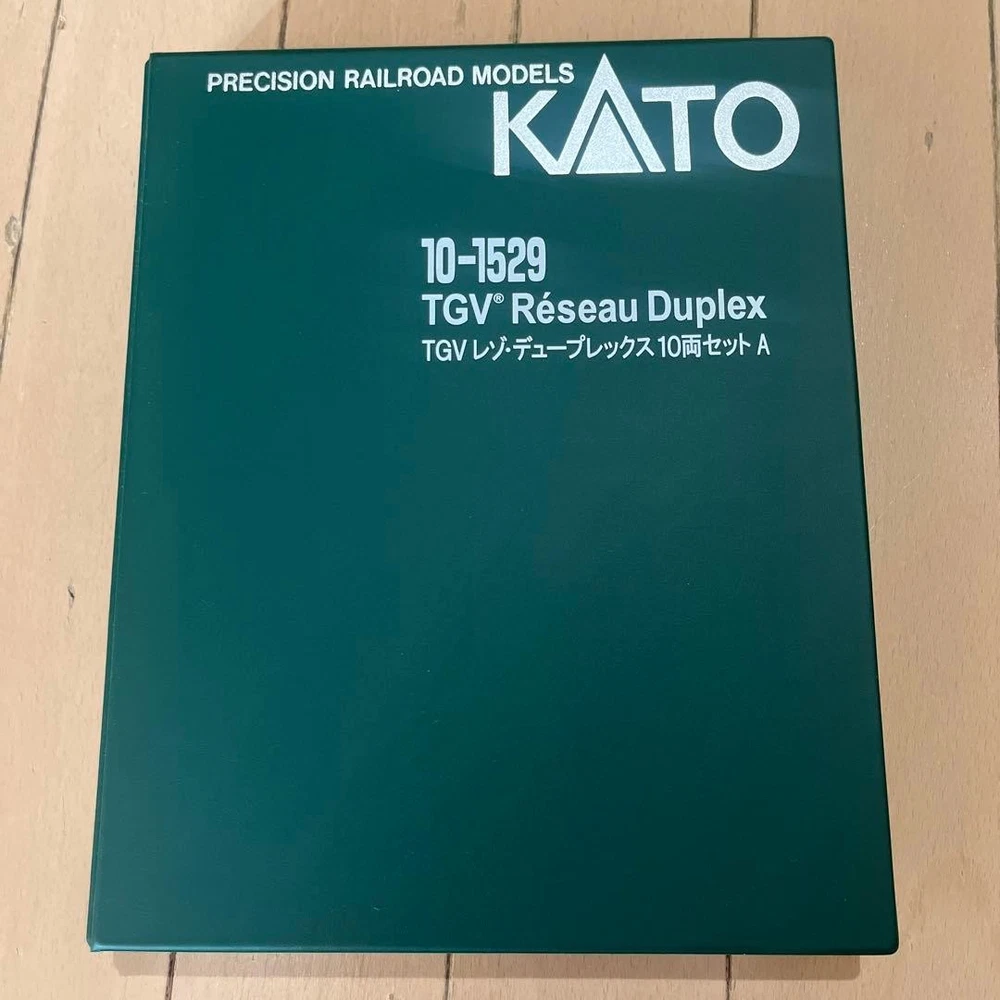 PRECISION RAILROAD MODELS
KATO
10-1529
TGV® Réseau Duplex
TGV レゾ・デュープレックス 10両セット A